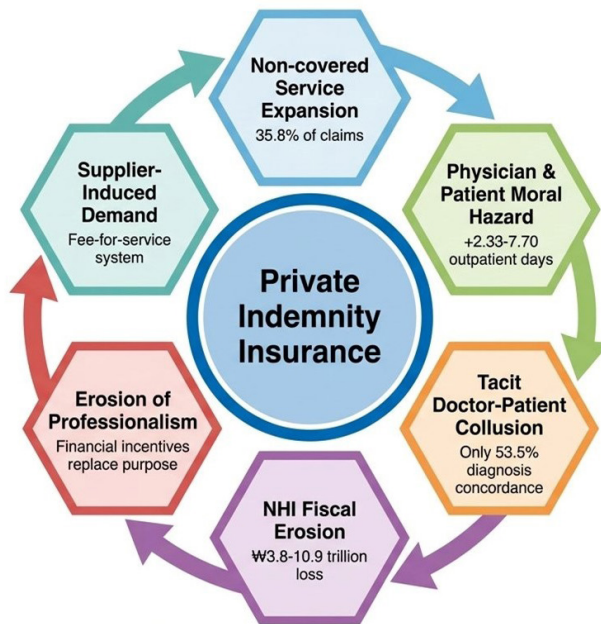 Non-covered
Service
Expansion
35.8% of claims
Physician &
Patient Moral
Hazard
+2.33-7.70
outpatient days
Tacit
Doctor-Patient
Collusion
Only 53.5%
diagnosis
concordance
NHI Fiscal
Erosion
₩3.8-10.9 trillion
loss
Erosion of
Professionalism
Financial incentives
replace purpose
Supplier-
Induced
Demand
Fee-for-service
system
Private
Indemnity
Insurance